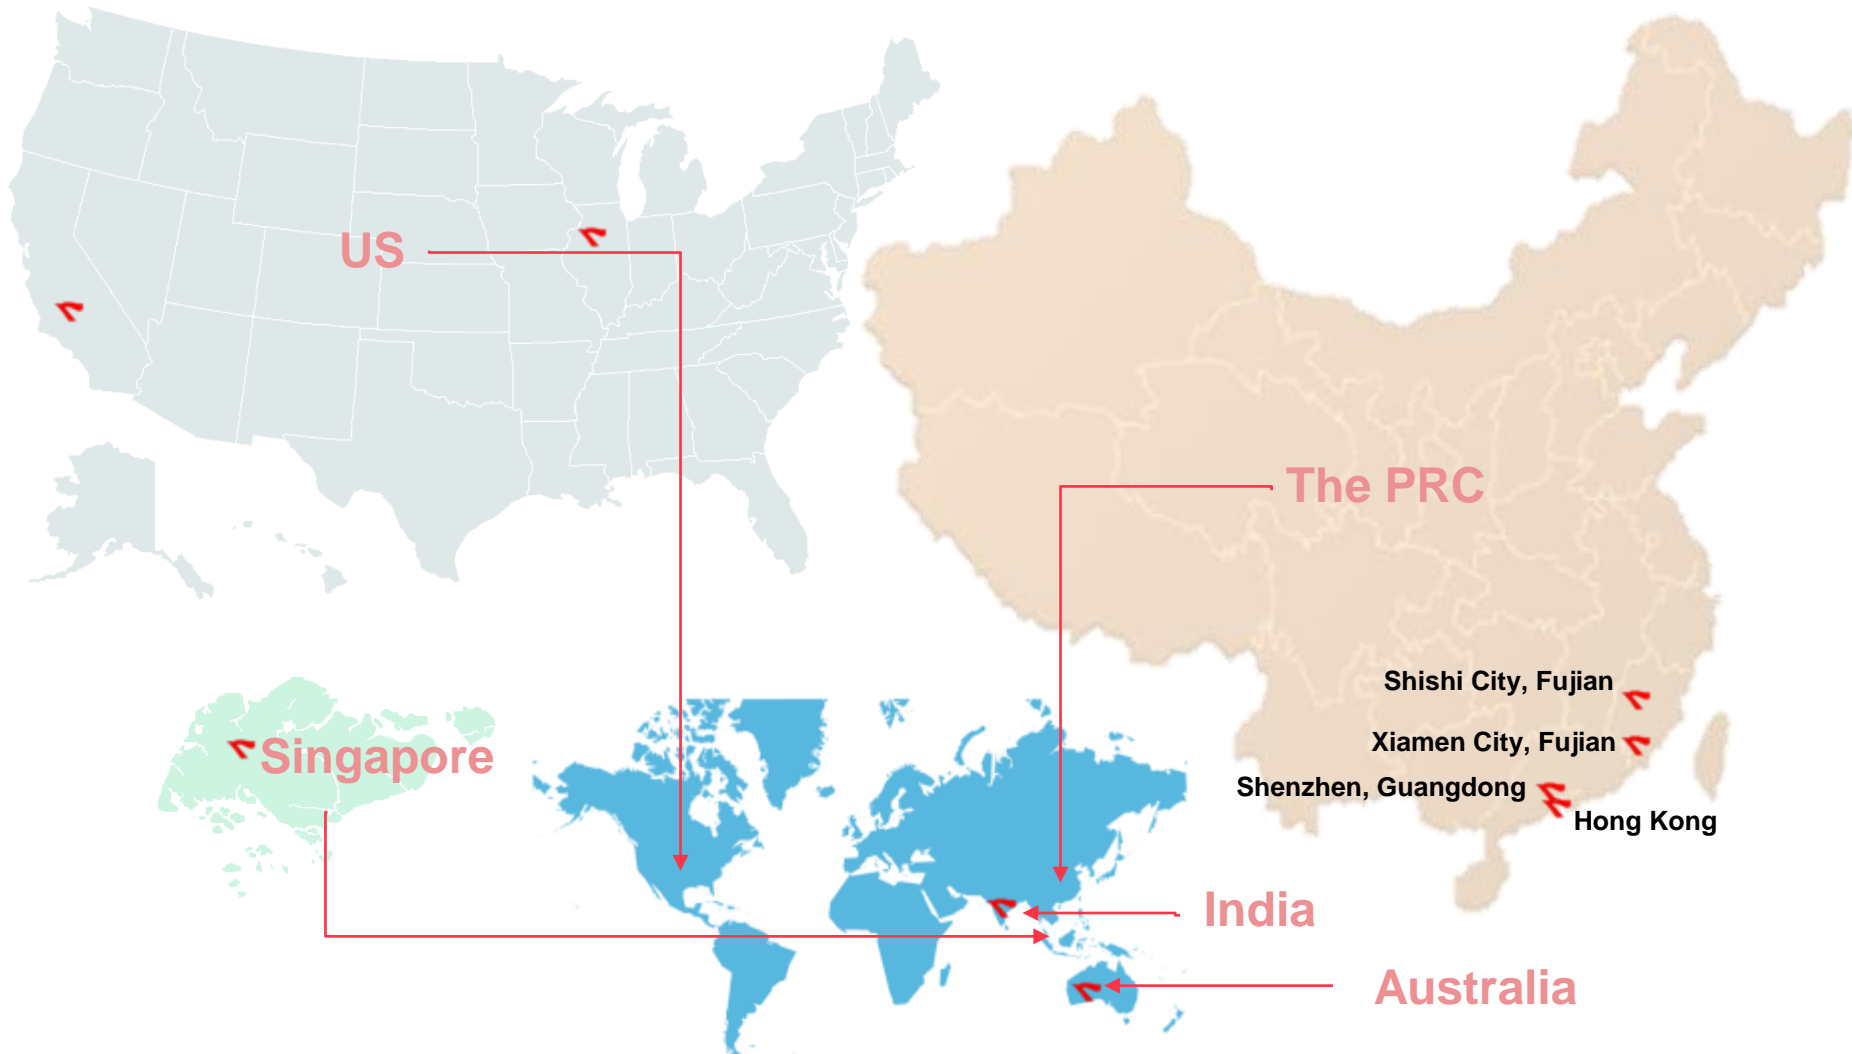 US
The PRC
Shishi City, Fujian
Xiamen City, Fujian
Singapore
Shenzhen, Guangdong
Hong Kong
India
Australia